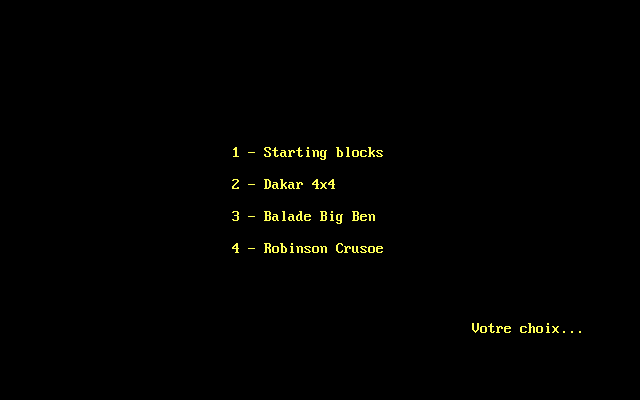 1 - Starting blocks
2 - Dakar 4x4
3 - Balade Big Ben
4 - Robinson Crusoe
Votre choix...